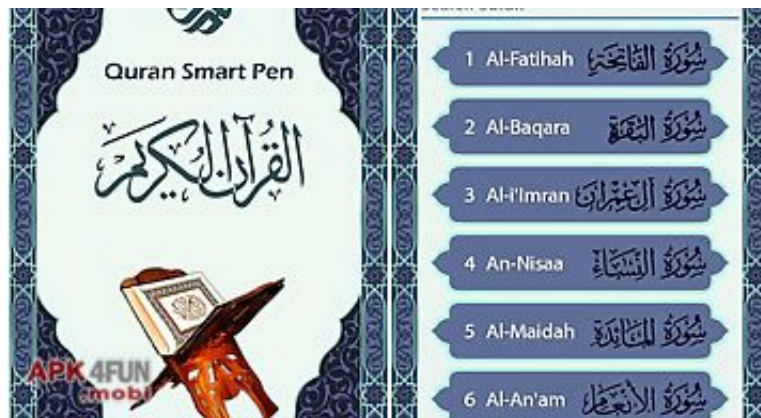 Quran Smart Pen
القرآن الكريم
APK4FUN
.mobi
1 Al-Fatihah سُورَةُ الفَاتِحَةِ
2 Al-Baqara سُورَةُ البَقَرَةِ
3 Al-i'Imran سُورَةُ آلِ عِمْرَانَ
4 An-Nisaa سُورَةُ النِّسَاءِ
5 Al-Maidah سُورَةُ المَائِدَةِ
6 Al-An'am سُورَةُ الأَنْعَامِ